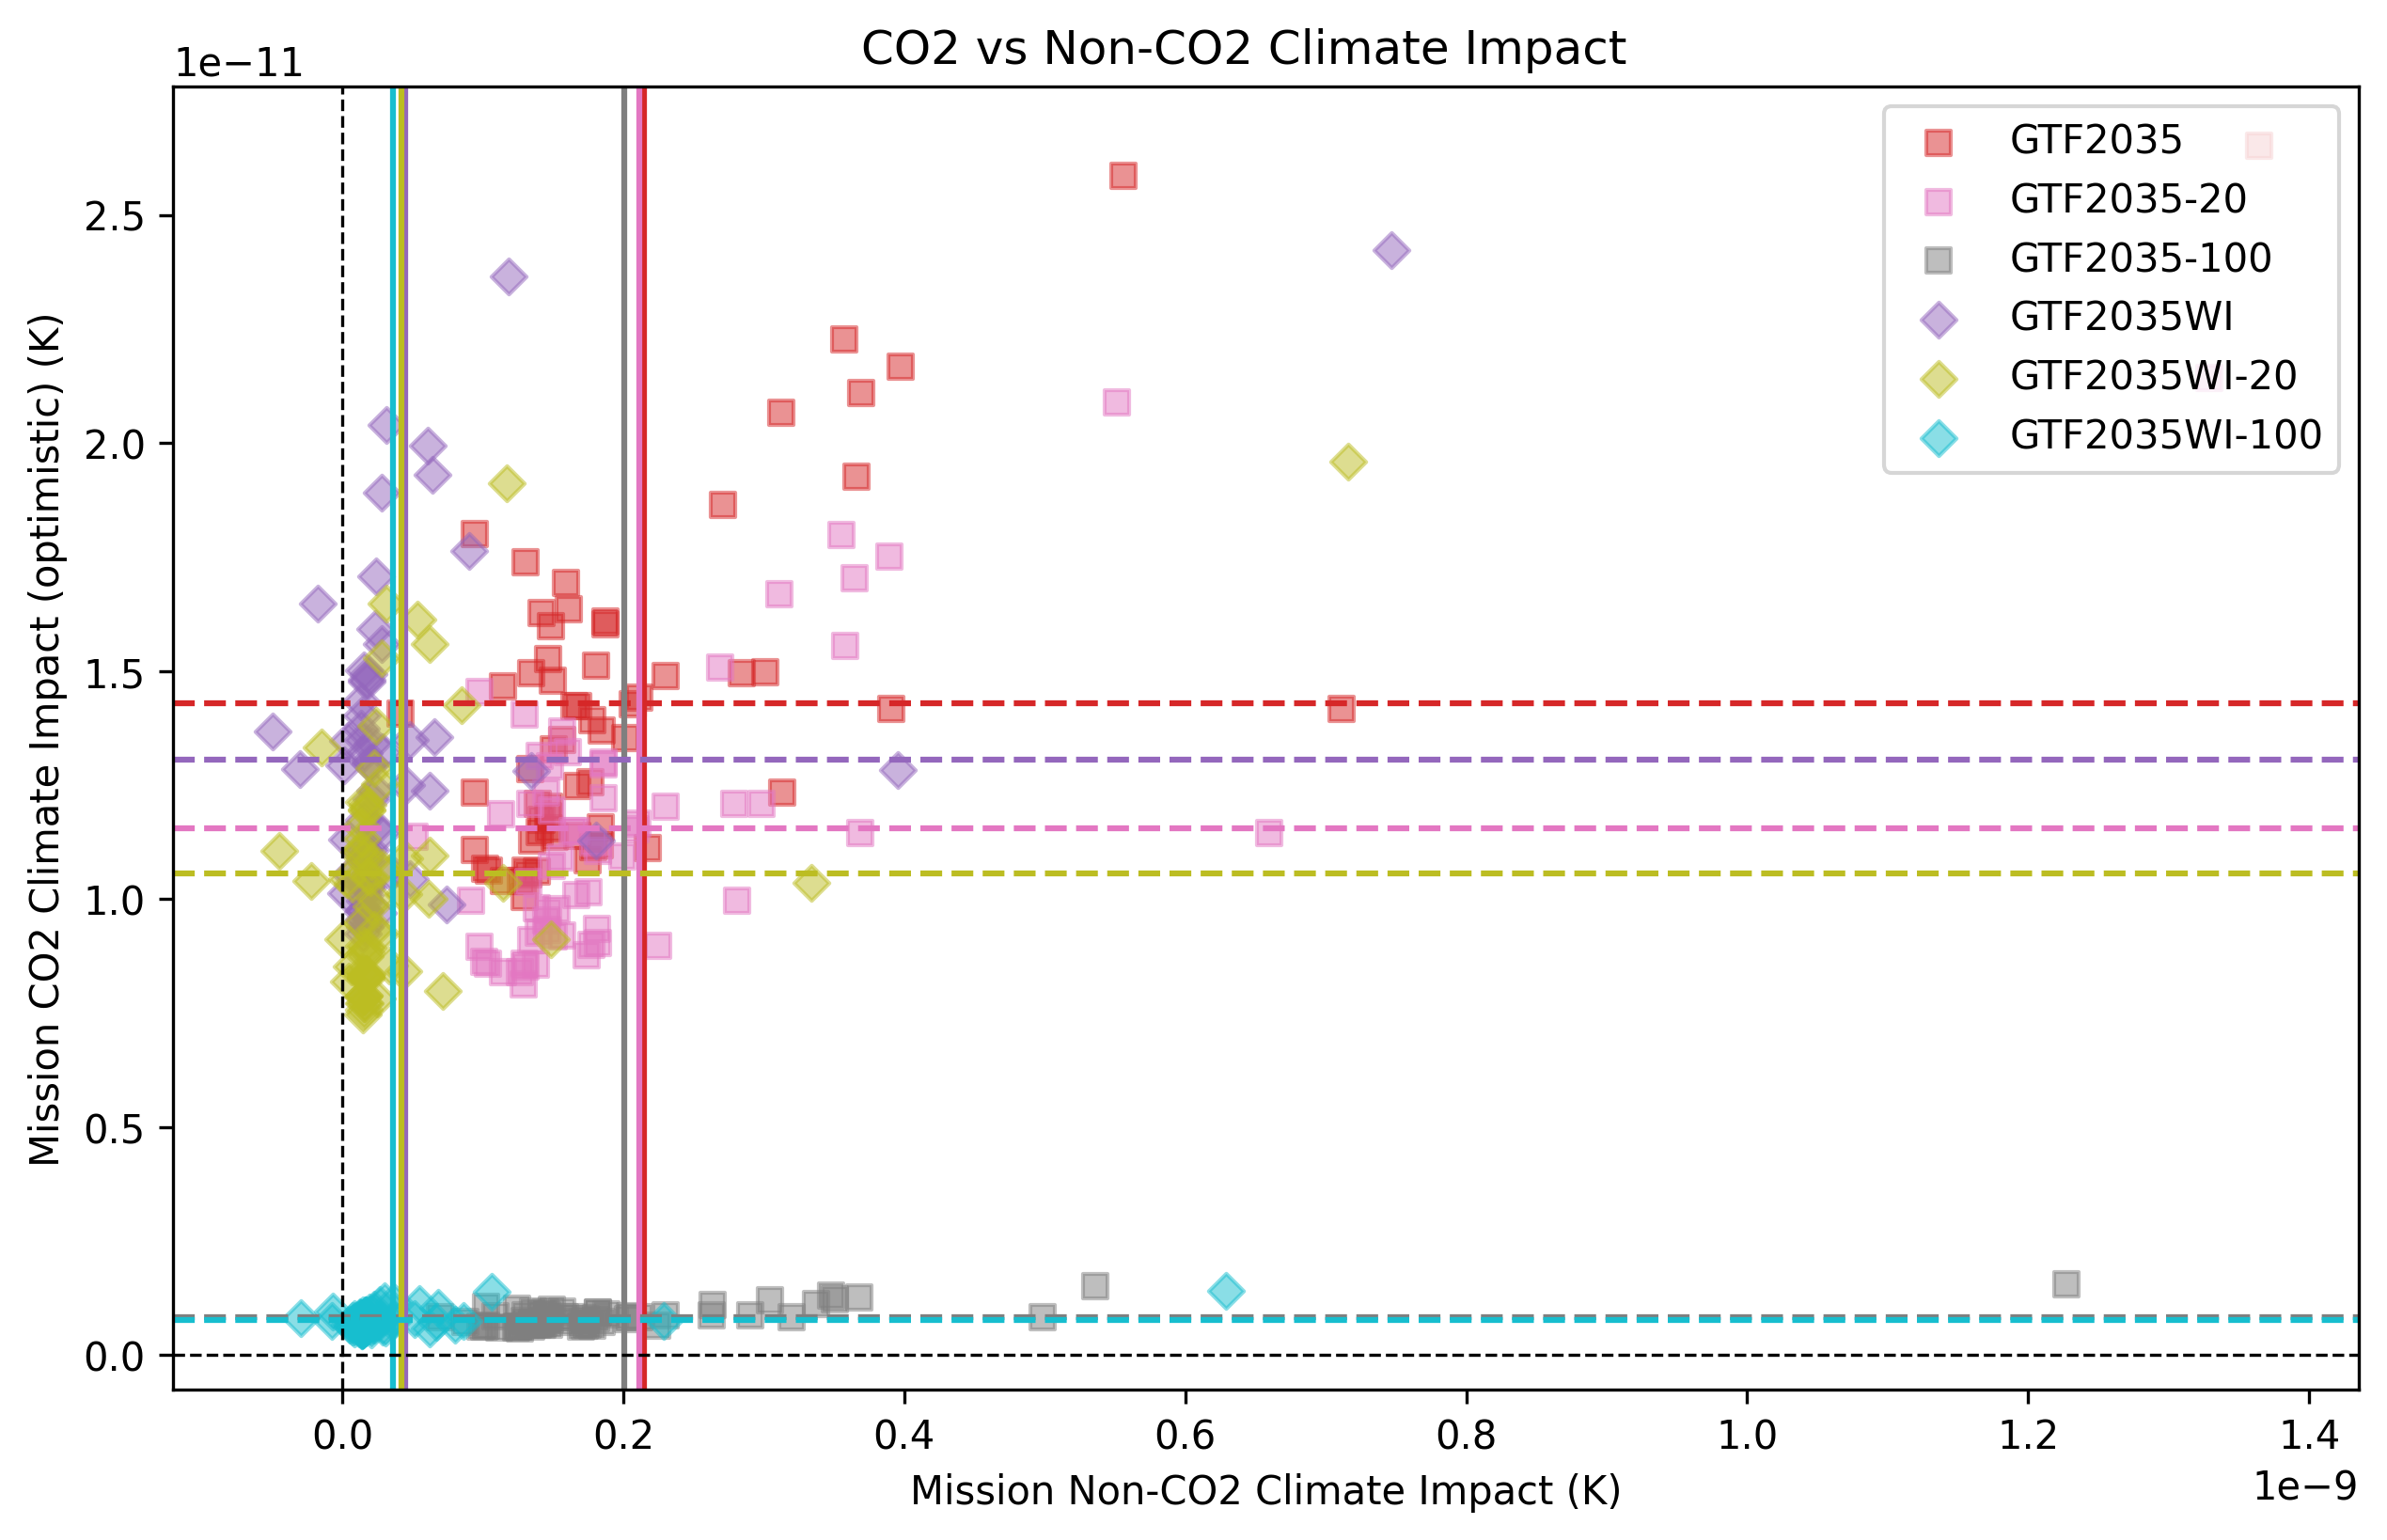 CO2 vs Non-CO2 Climate Impact
1e−11
Mission CO2 Climate Impact (optimistic) (K)
2.5
2.0
1.5
1.0
0.5
0.0
GTF2035
GTF2035-20
GTF2035-100
GTF2035WI
GTF2035WI-20
GTF2035WI-100
0.0 0.2 0.4 0.6 0.8 1.0 1.2 1.4
Mission Non-CO2 Climate Impact (K)
1e−9